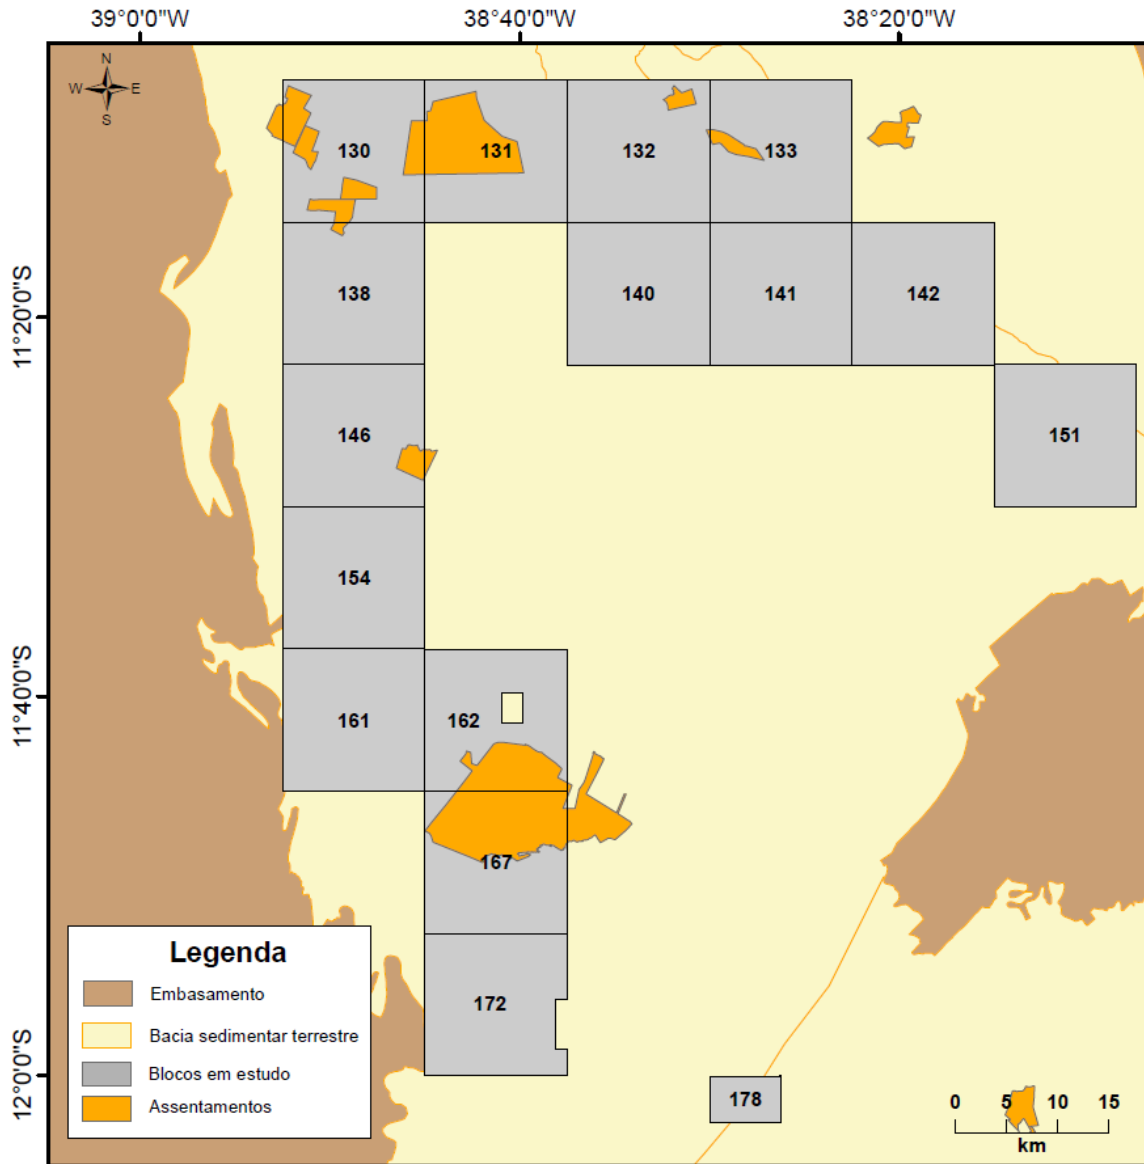 39°0'0"W
38°40'0"W
38°20'0"W
N
W E
S
130
131
132
133
11°20'0"S
138
140
141
142
146
151
154
11°40'0"S
161
162
167
Legenda
Embasamento
Bacia sedimentar terrestre
Blocos em estudo
Assentamentos
172
12°0'0"S
178
0 5 10 15
km